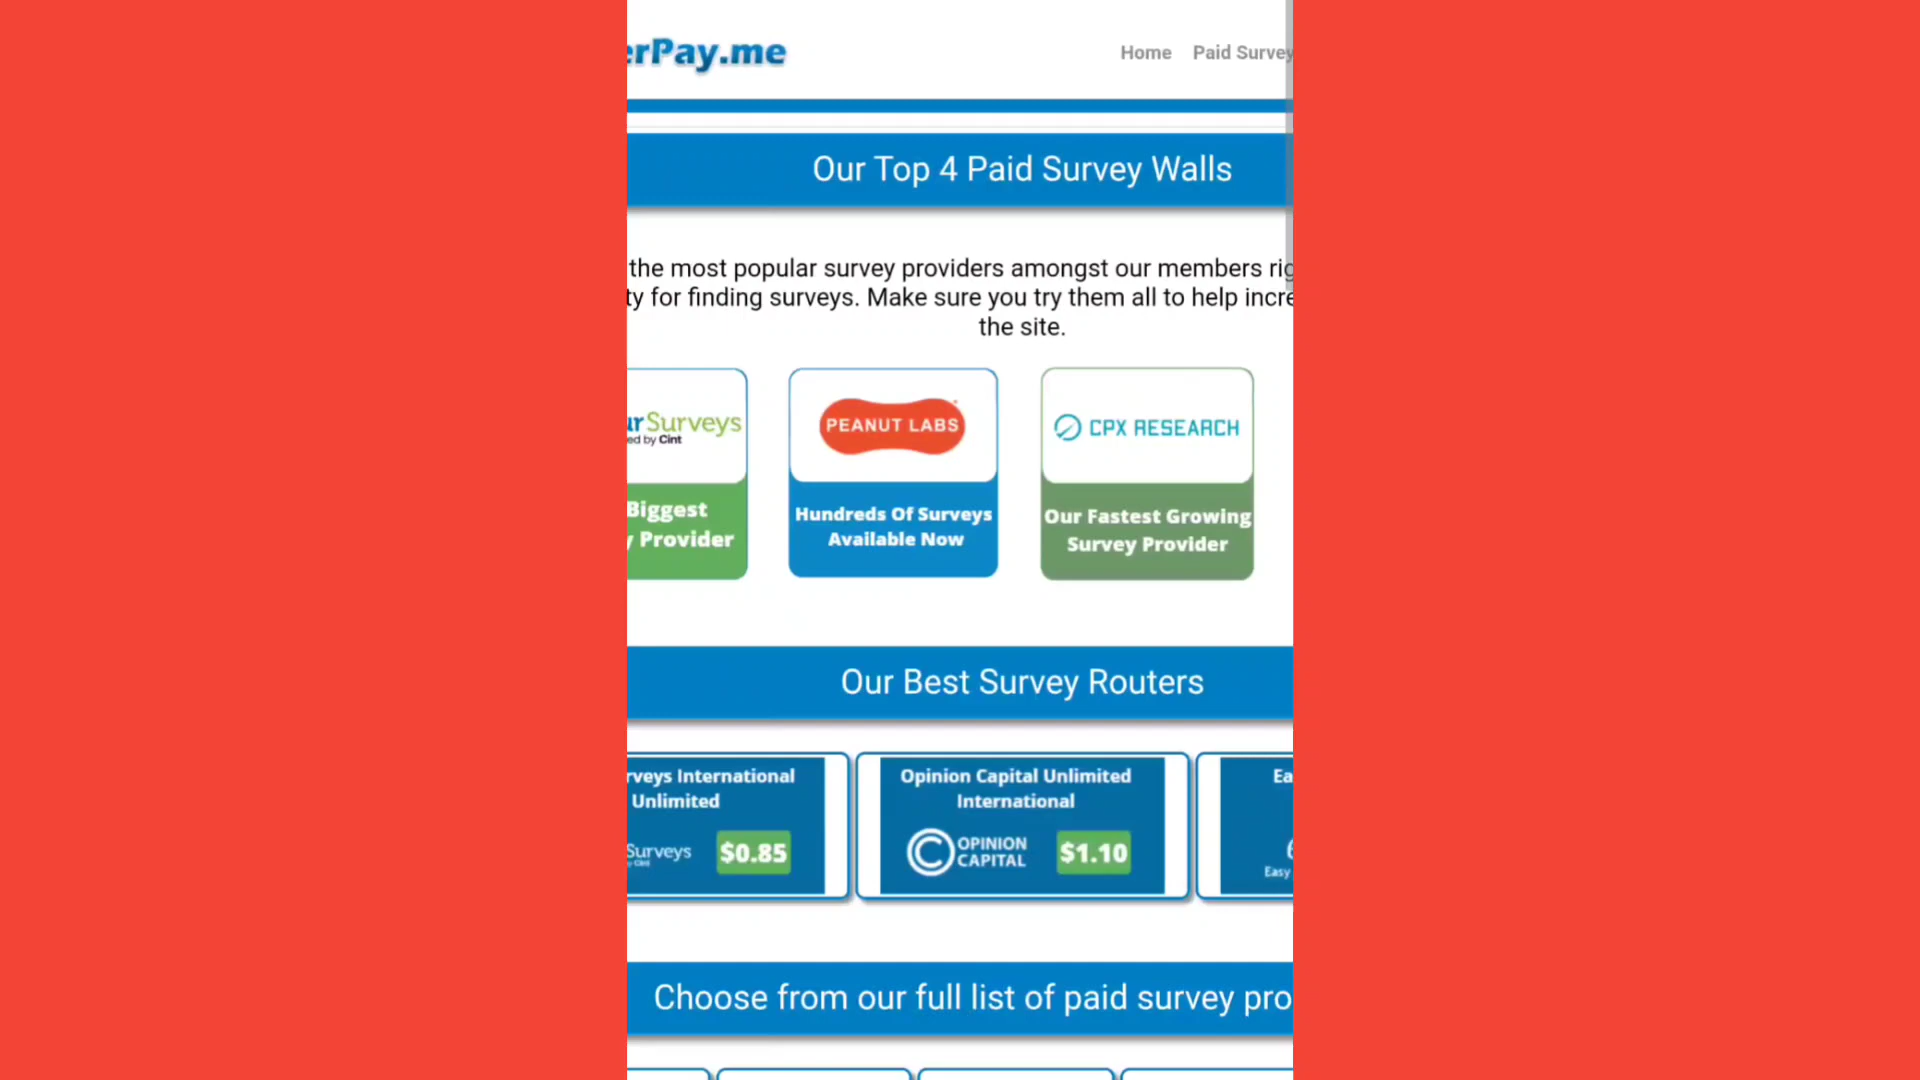 erPay.me
Home Paid Survey
Our Top 4 Paid Survey Walls
the most popular survey providers amongst our members rig
ty for finding surveys. Make sure you try them all to help incre
the site.
ur Surveys
ed by Cint
Biggest
y Provider
PEANUT LABS
Hundreds Of Surveys
Available Now
CPX RESEARCH
Our Fastest Growing
Survey Provider
Our Best Survey Routers
rveys International
Unlimited
Surveys
$0.85
Opinion Capital Unlimited
International
OPINION
CAPITAL
$1.10
Ea
Easy
Choose from our full list of paid survey pro